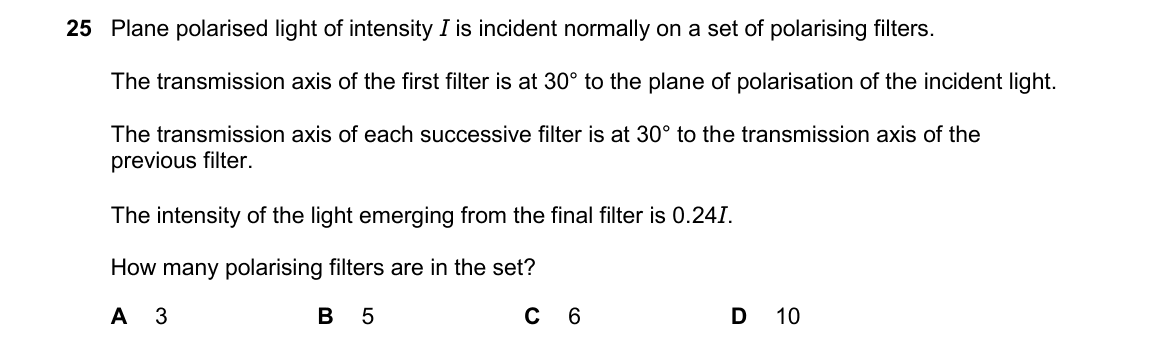 25 Plane polarised light of intensity I is incident normally on a set of polarising filters.
The transmission axis of the first filter is at 30° to the plane of polarisation of the incident light.
The transmission axis of each successive filter is at 30° to the transmission axis of the
previous filter.
The intensity of the light emerging from the final filter is 0.24I.
How many polarising filters are in the set?
A 3 B 5 C 6 D 10